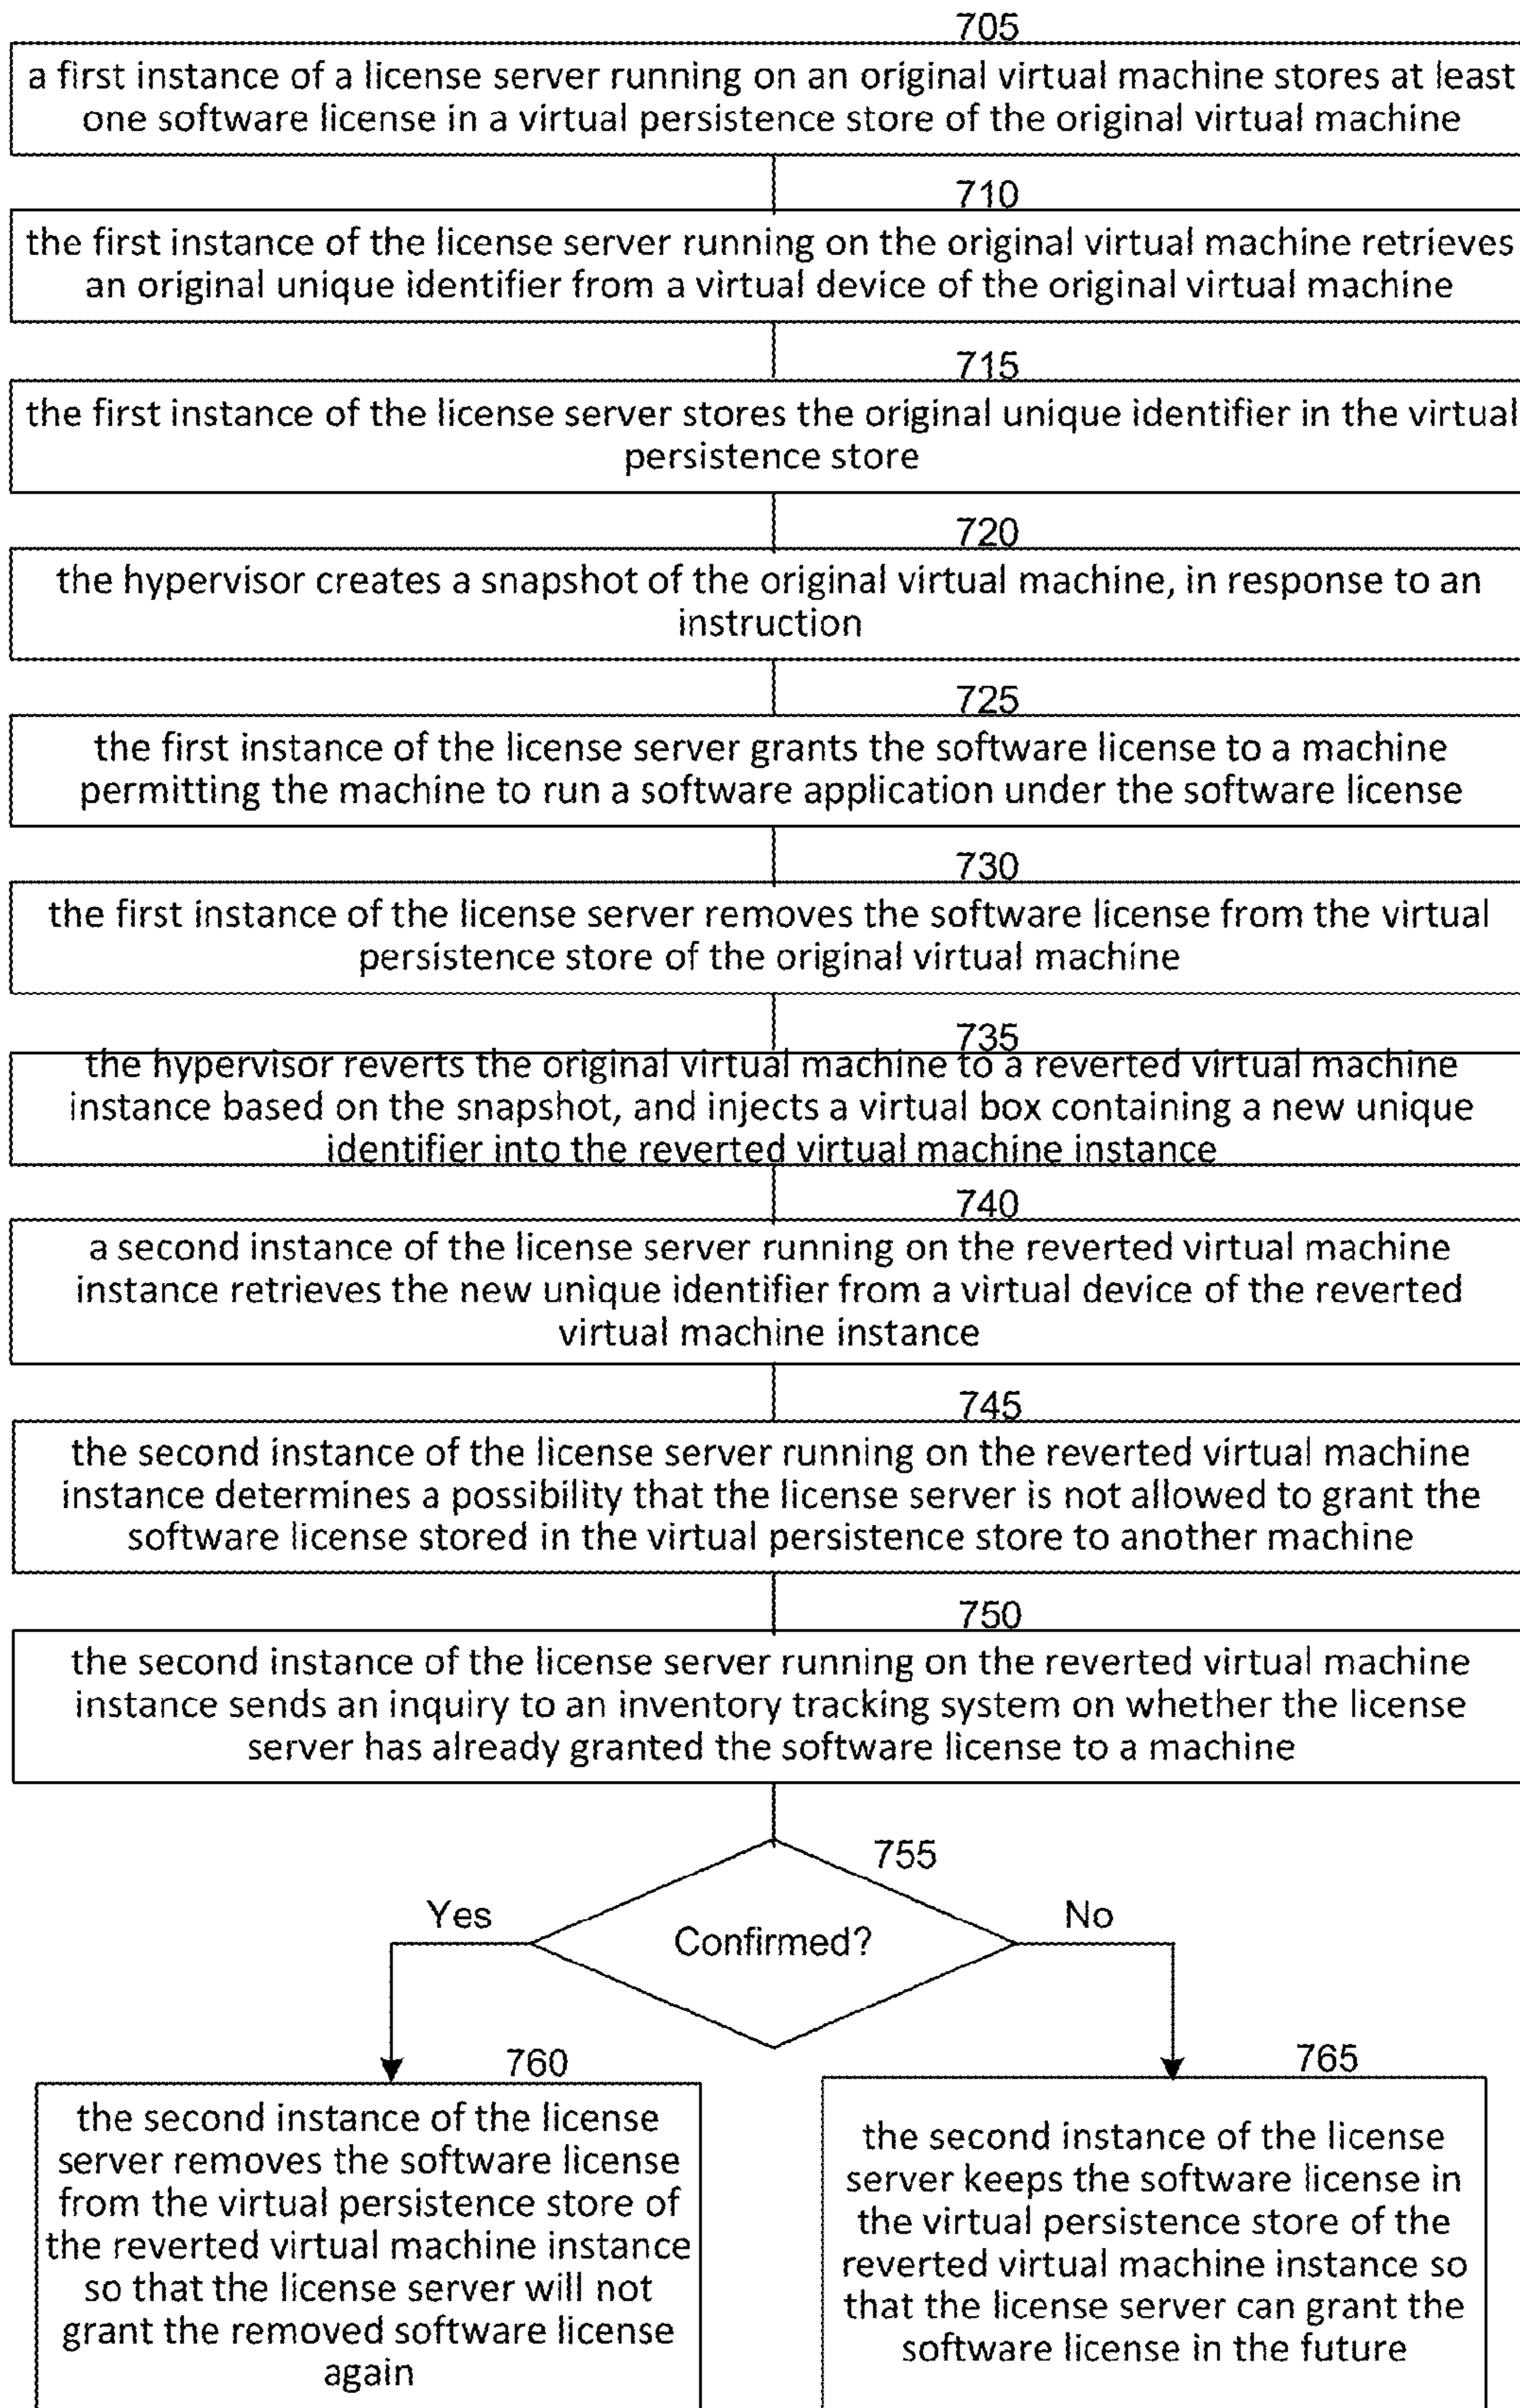 705
a first instance of a license server running on an original virtual machine stores at least
one software license in a virtual persistence store of the original virtual machine
710
the first instance of the license server running on the original virtual machine retrieves
an original unique identifier from a virtual device of the original virtual machine
715
the first instance of the license server stores the original unique identifier in the virtual
persistence store
720
the hypervisor creates a snapshot of the original virtual machine, in response to an
instruction
725
the first instance of the license server grants the software license to a machine
permitting the machine to run a software application under the software license
730
the first instance of the license server removes the software license from the virtual
persistence store of the original virtual machine
735
the hypervisor reverts the original virtual machine to a reverted virtual machine
instance based on the snapshot, and injects a virtual box containing a new unique
identifier into the reverted virtual machine instance
740
a second instance of the license server running on the reverted virtual machine
instance retrieves the new unique identifier from a virtual device of the reverted
virtual machine instance
745
the second instance of the license server running on the reverted virtual machine
instance determines a possibility that the license server is not allowed to grant the
software license stored in the virtual persistence store to another machine
750
the second instance of the license server running on the reverted virtual machine
instance sends an inquiry to an inventory tracking system on whether the license
server has already granted the software license to a machine
755
Yes
Confirmed?
No
760
the second instance of the license
server removes the software license
from the virtual persistence store of
the reverted virtual machine instance
so that the license server will not
grant the removed software license
again
765
the second instance of the license
server keeps the software license in
the virtual persistence store of the
reverted virtual machine instance so
that the license server can grant the
software license in the future